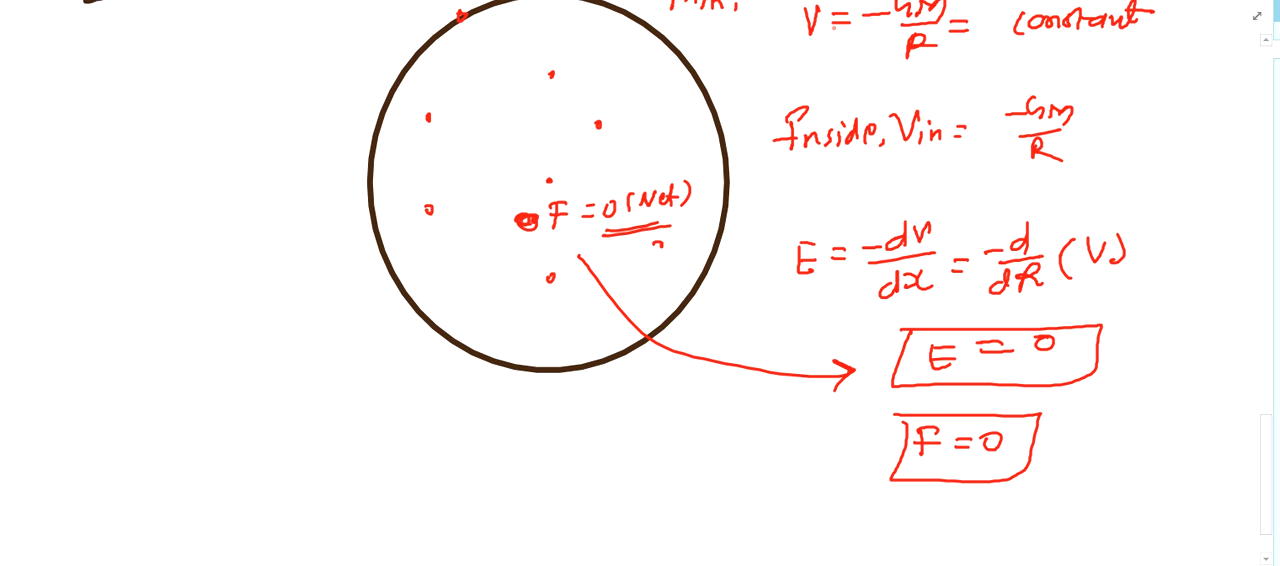 V = -GM/R = constant
Inside, Vin = -GM/R
F = 0 (Net)
E = -dv/dx = -d/dR (V)
E = 0
F = 0